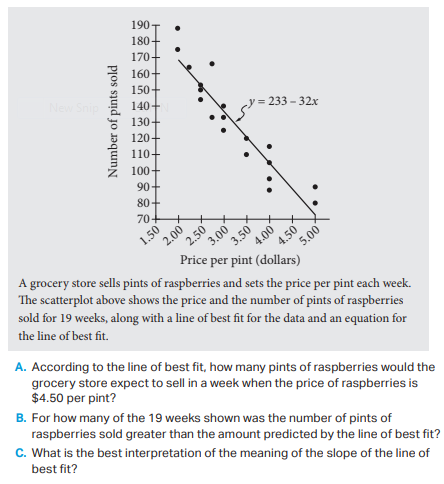 190
180
170
160
150
140
130
120
110
100
90
80
70
Number of pints sold
y = 233 – 32x
1.50 2.00 2.50 3.00 3.50 4.00 4.50 5.00
Price per pint (dollars)
A grocery store sells pints of raspberries and sets the price per pint each week.
The scatterplot above shows the price and the number of pints of raspberries
sold for 19 weeks, along with a line of best fit for the data and an equation for
the line of best fit.
A. According to the line of best fit, how many pints of raspberries would the
grocery store expect to sell in a week when the price of raspberries is
$4.50 per pint?
B. For how many of the 19 weeks shown was the number of pints of
raspberries sold greater than the amount predicted by the line of best fit?
C. What is the best interpretation of the meaning of the slope of the line of
best fit?